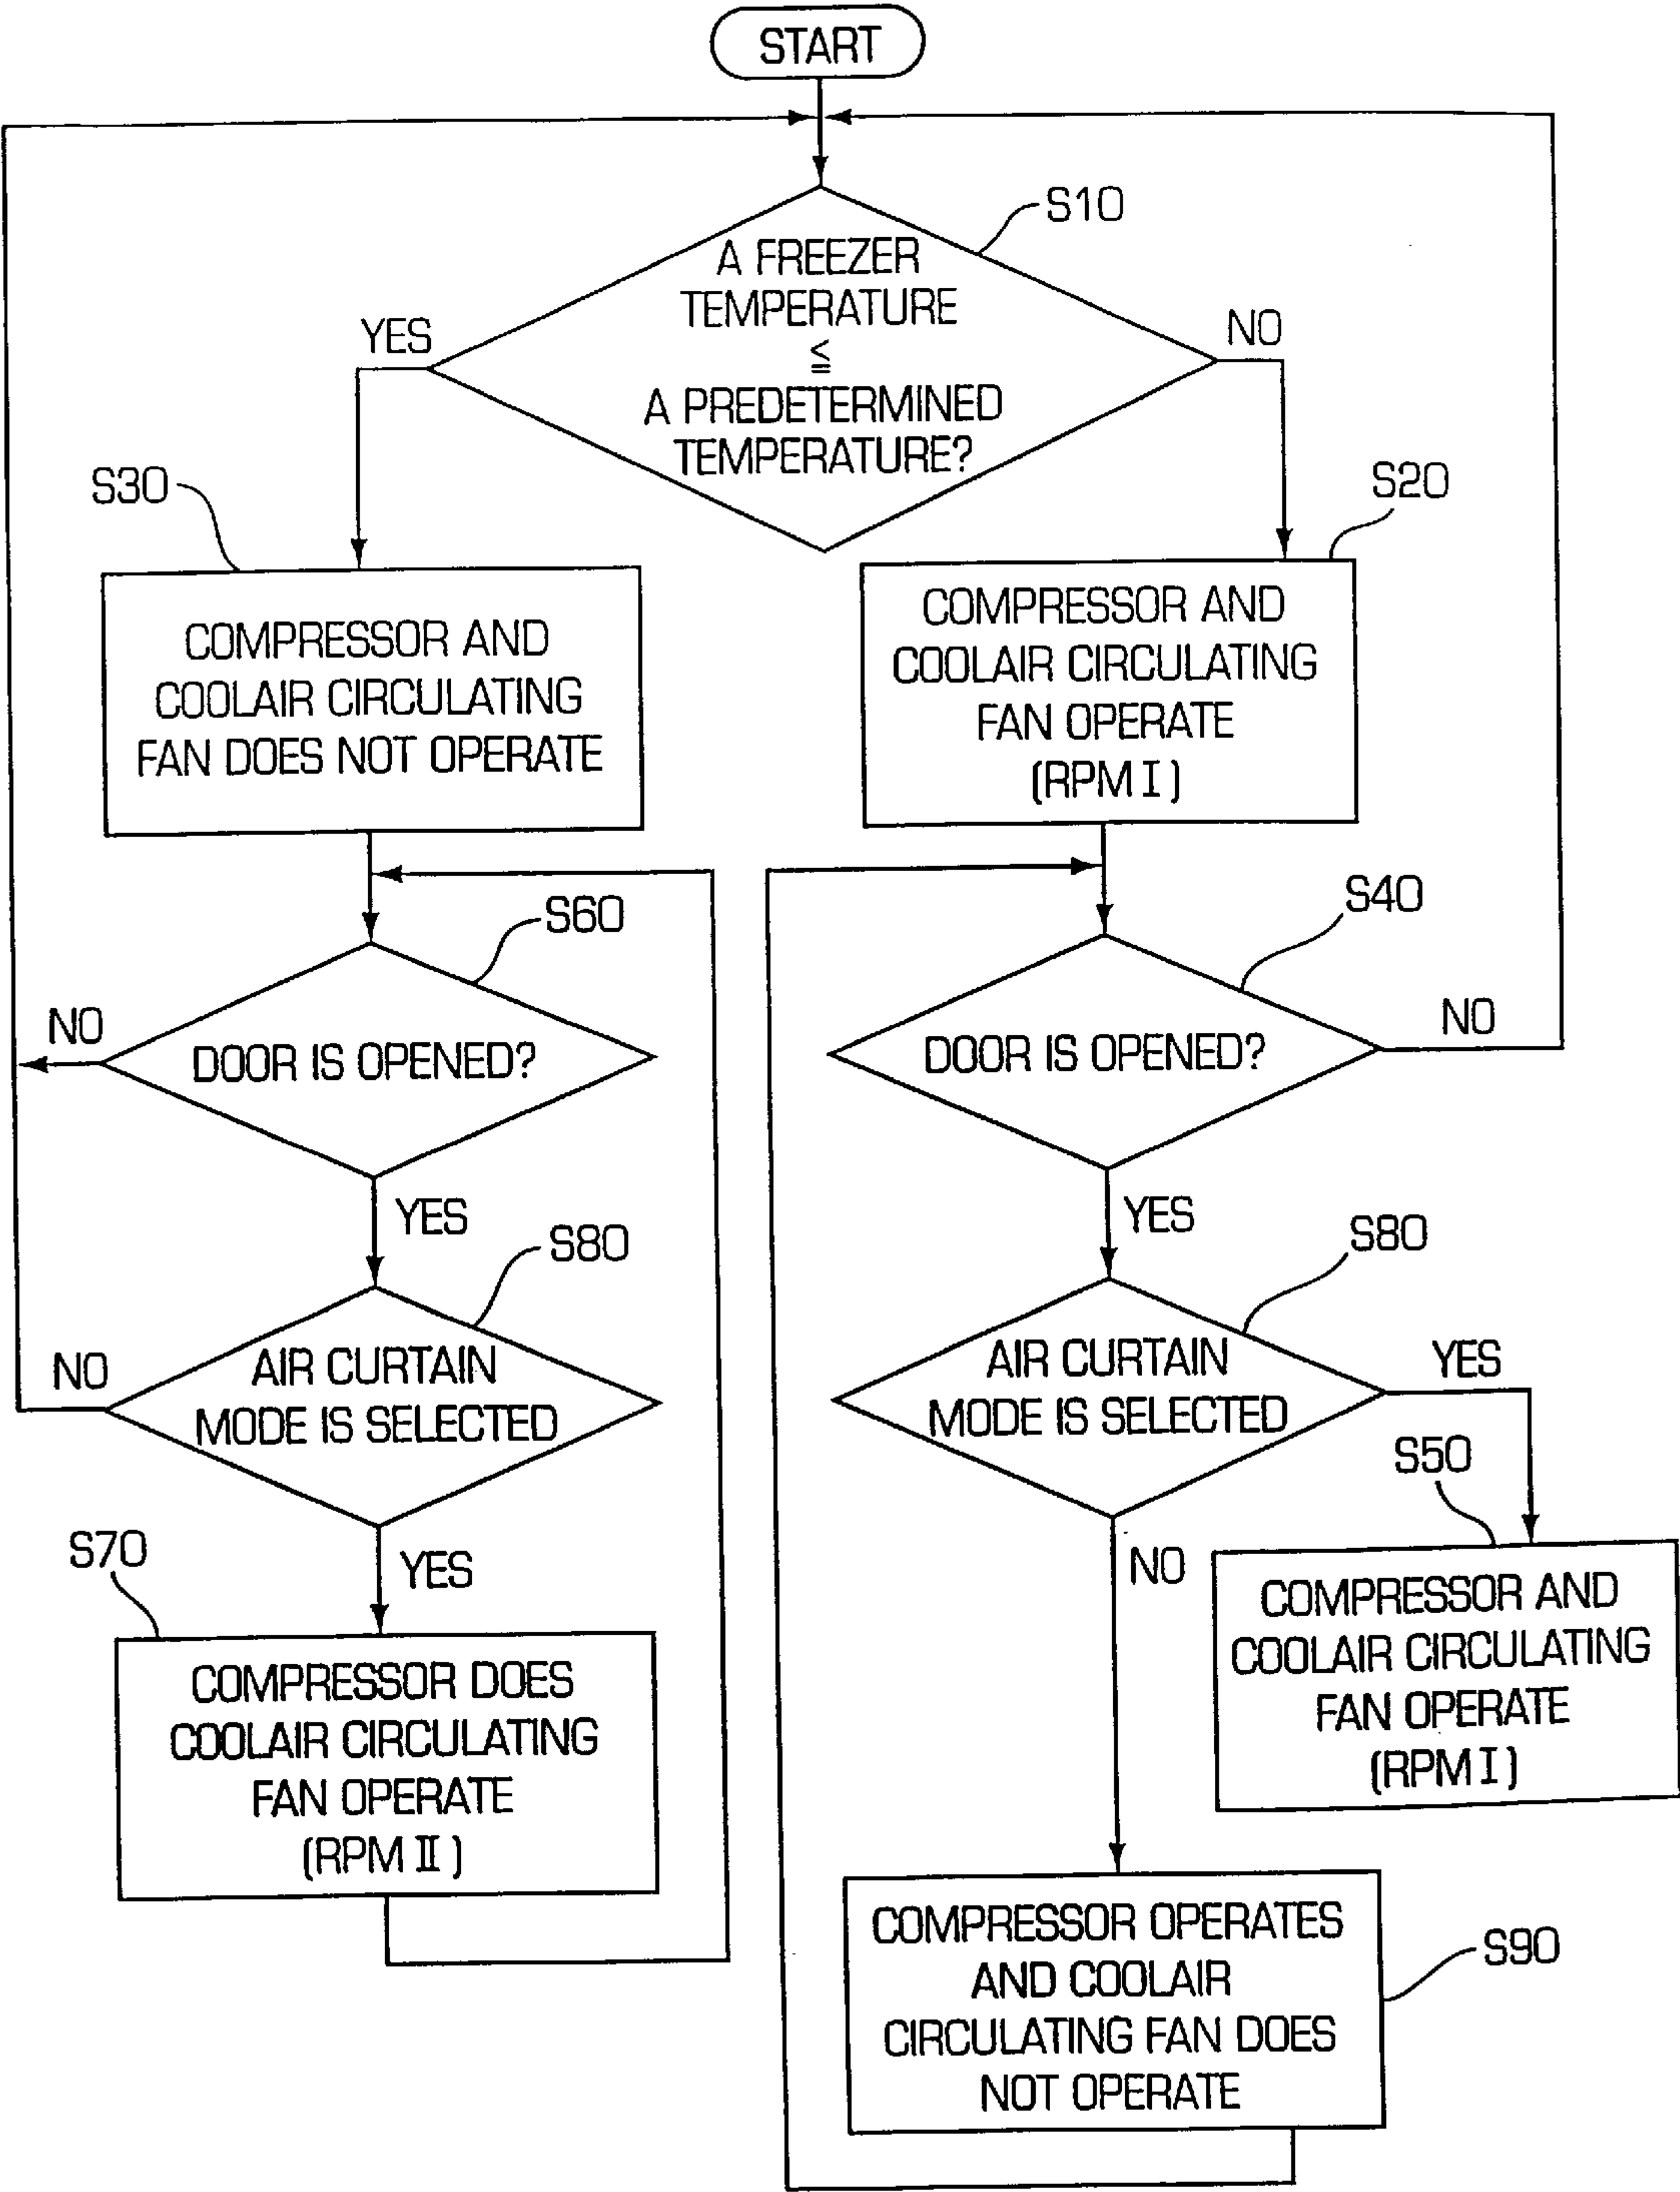 START
S10
A FREEZER
TEMPERATURE
≦
A PREDETERMINED
TEMPERATURE?
YES
NO
S30
S20
COMPRESSOR AND
COOLAIR CIRCULATING
FAN DOES NOT OPERATE
COMPRESSOR AND
COOLAIR CIRCULATING
FAN OPERATE
(RPM I)
S60
S40
NO
DOOR IS OPENED?
DOOR IS OPENED?
NO
YES
YES
S80
S80
NO
AIR CURTAIN
MODE IS SELECTED
AIR CURTAIN
MODE IS SELECTED
YES
S50
S70
YES
NO
COMPRESSOR AND
COOLAIR CIRCULATING
FAN OPERATE
(RPM I)
COMPRESSOR DOES
COOLAIR CIRCULATING
FAN OPERATE
(RPM II)
COMPRESSOR OPERATES
AND COOLAIR
CIRCULATING FAN DOES
NOT OPERATE
S90